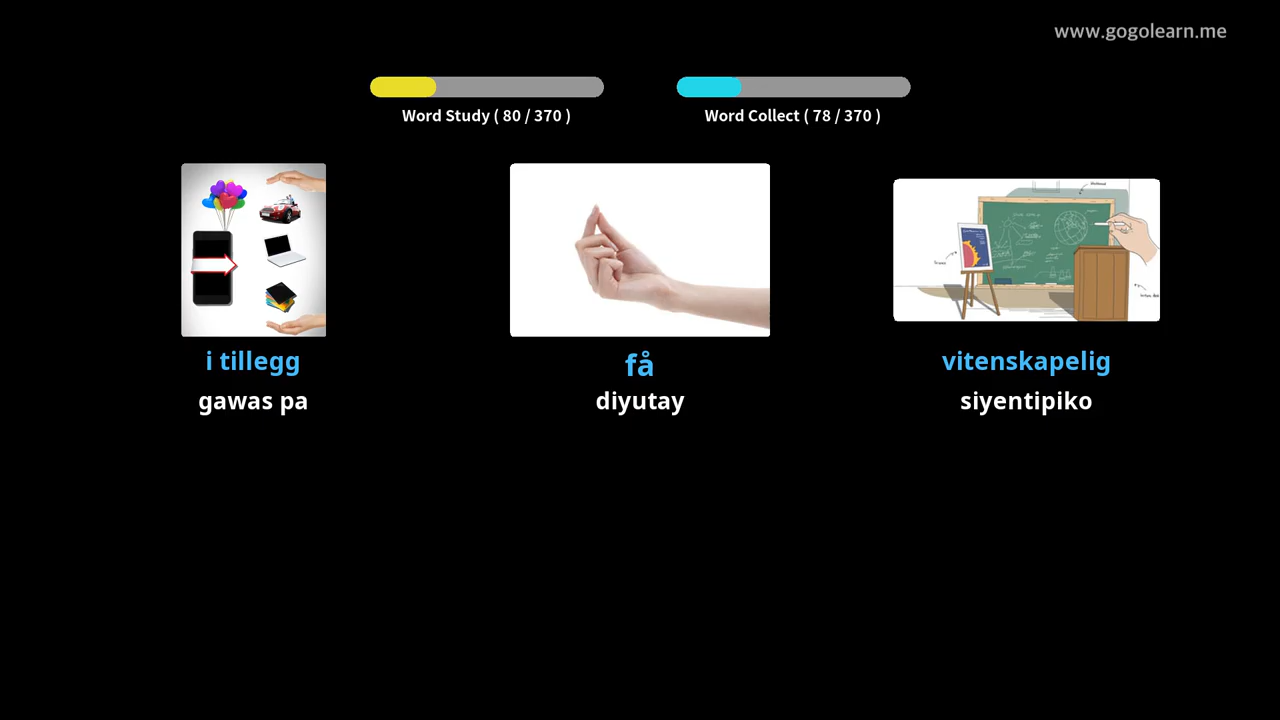 www.gogolearn.me
Word Study ( 80 / 370 )
Word Collect ( 78 / 370 )
i tillegg
få
vitenskapelig
gawas pa
diyutay
siyentipiko